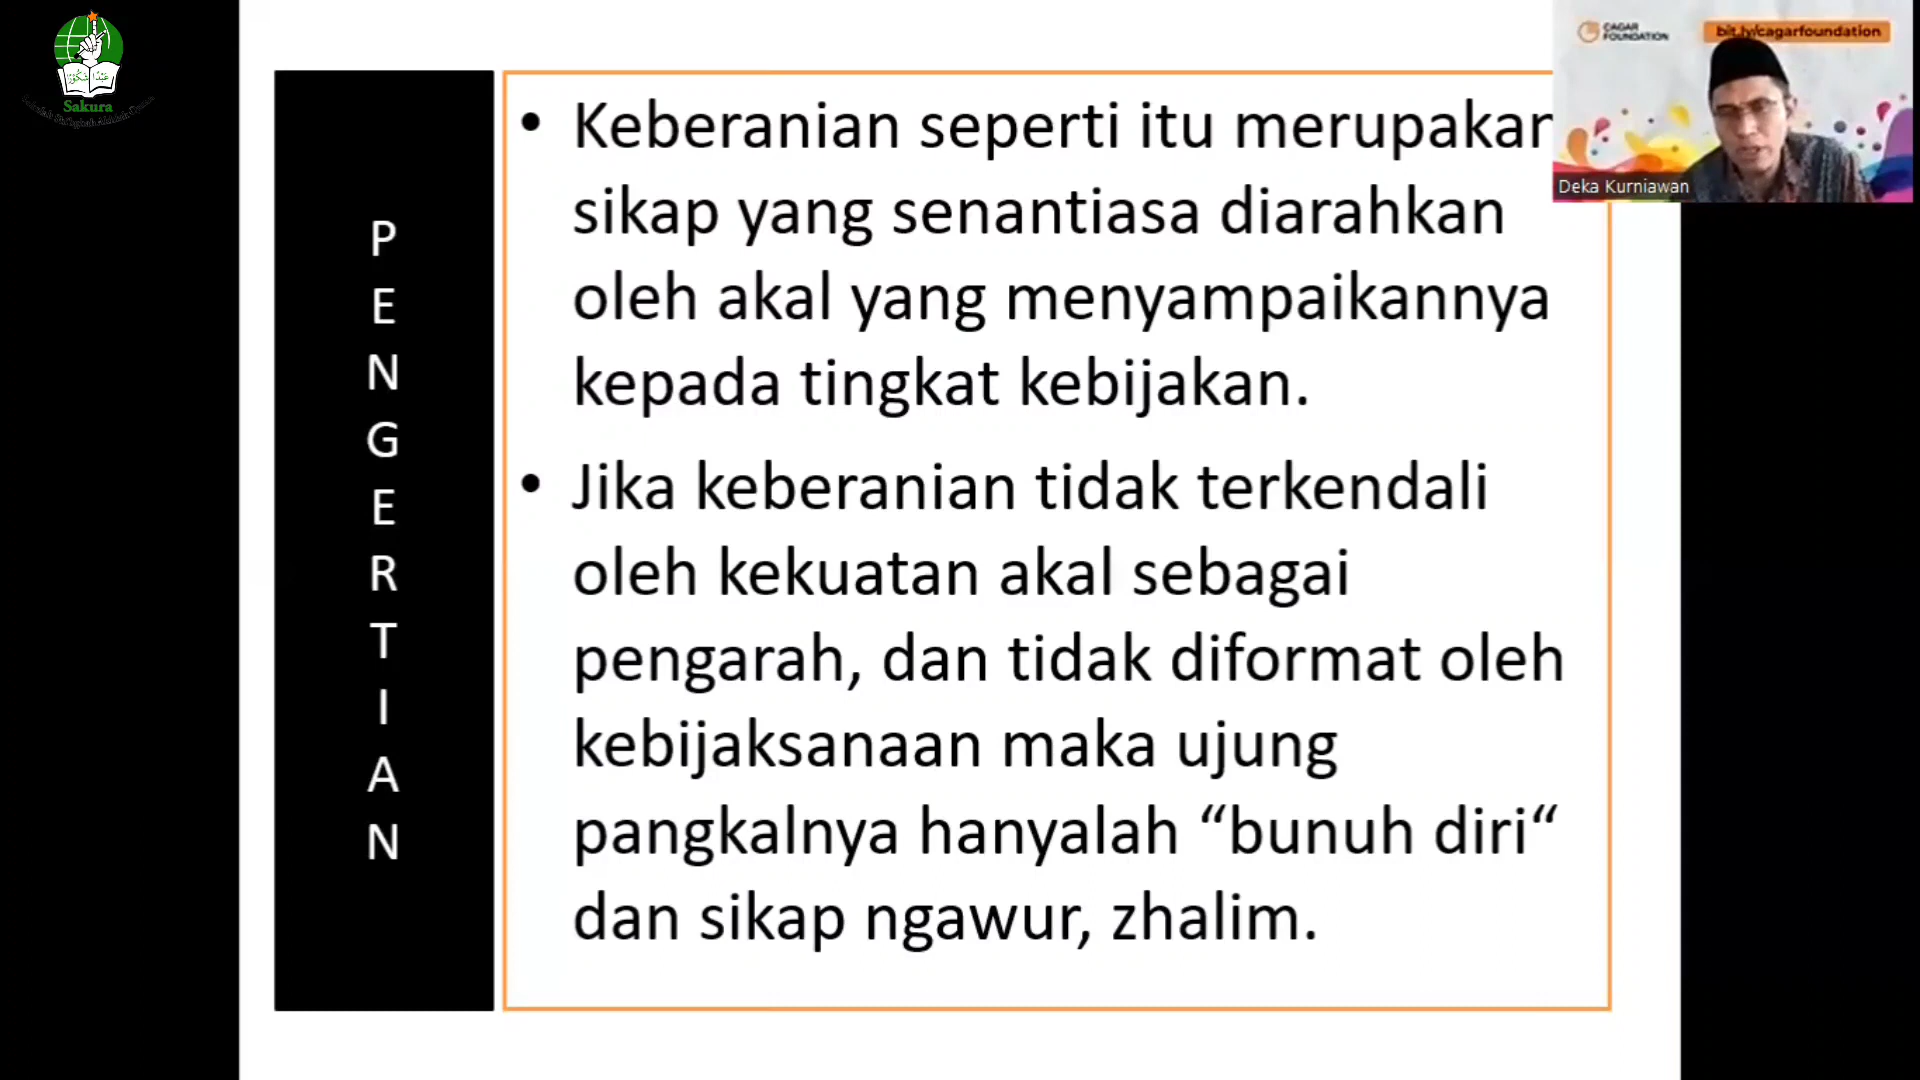 عَبْدًا شَكُوْرًا
Sakura
PENGERTIAN
• Keberanian seperti itu merupakan
sikap yang senantiasa diarahkan
oleh akal yang menyampaikannya
kepada tingkat kebijakan.
• Jika keberanian tidak terkendali
oleh kekuatan akal sebagai
pengarah, dan tidak diformat oleh
kebijaksanaan maka ujung
pangkalnya hanyalah “bunuh diri“
dan sikap ngawur, zhalim.
CAGAR
FOUNDATION
bit.ly/cagarfoundation
Deka Kurniawan